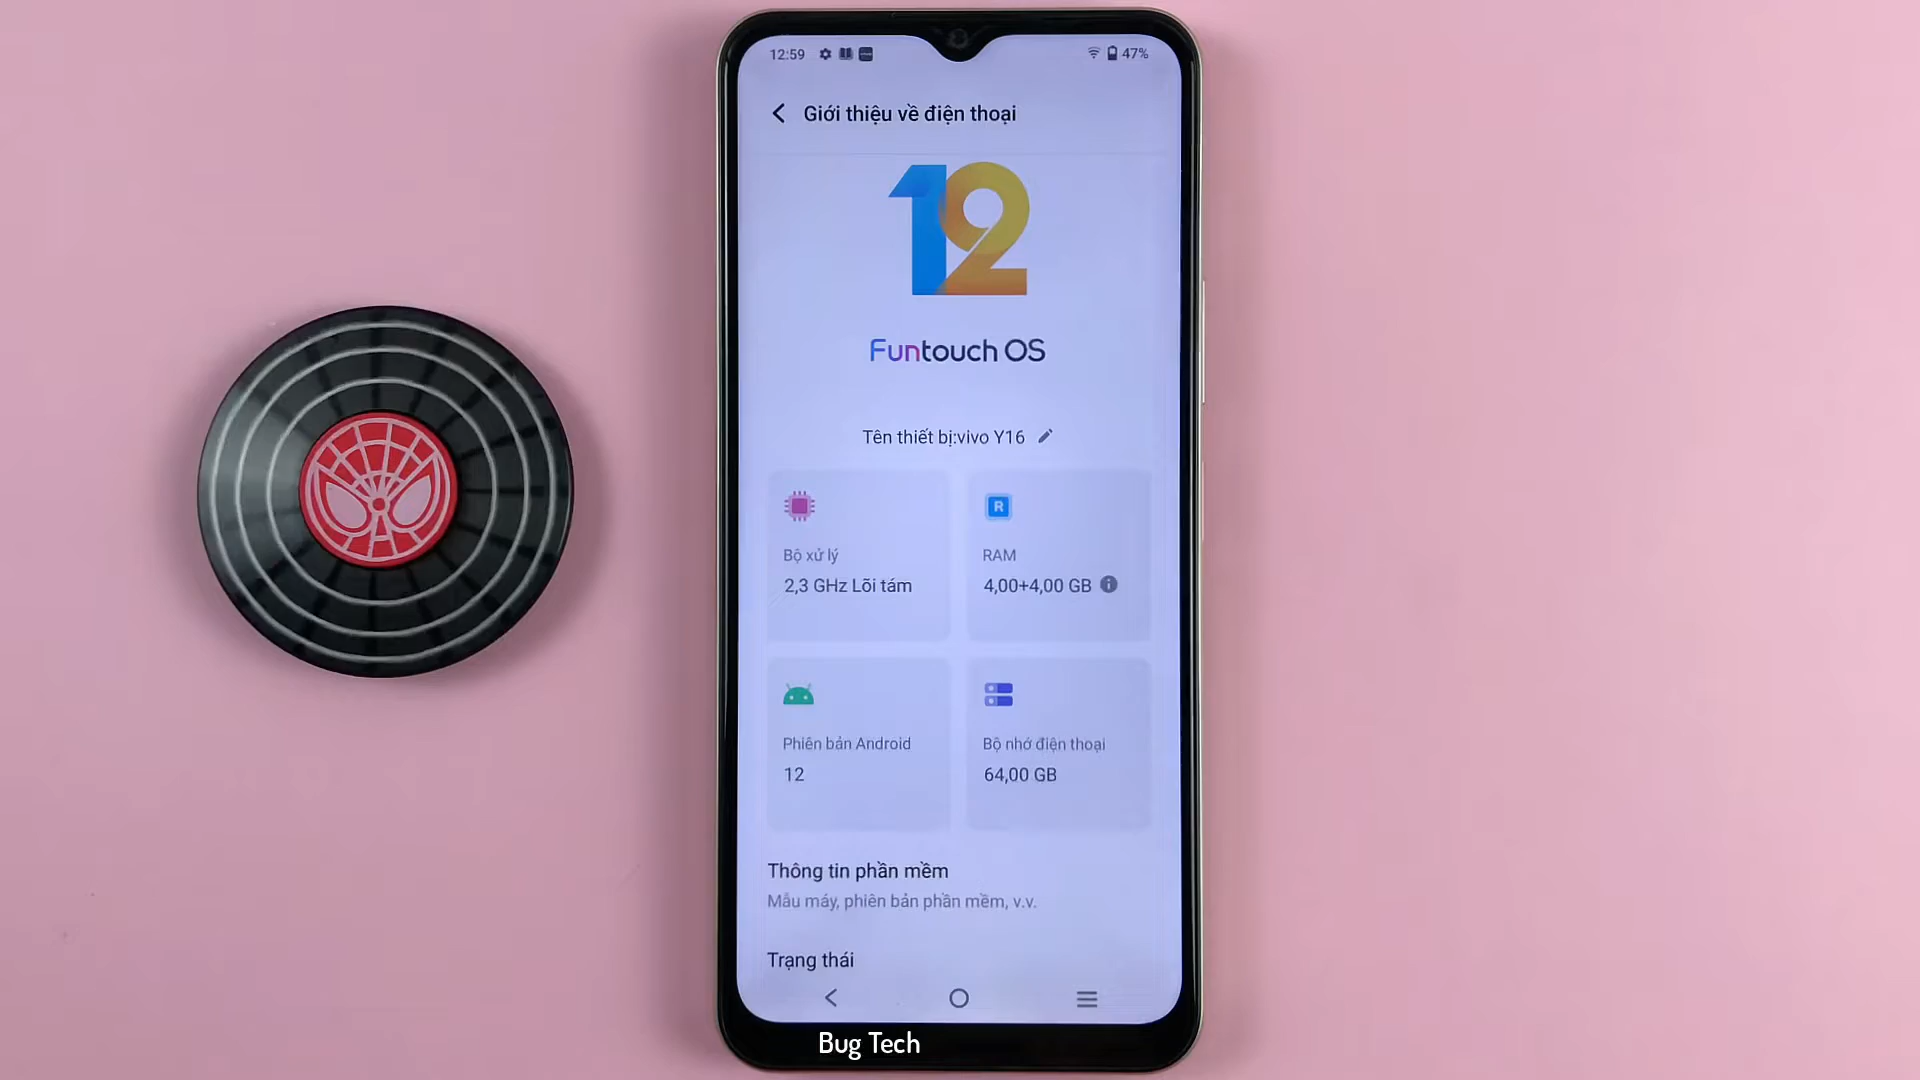 12:59
47%
Giới thiệu về điện thoại
12
Funtouch OS
Tên thiết bị:vivo Y16
Bộ xử lý
2,3 GHz Lõi tám
R
RAM
4,00+4,00 GB
Phiên bản Android
12
Bộ nhớ điện thoại
64,00 GB
Thông tin phần mềm
Mẫu máy, phiên bản phần mềm, v.v.
Trạng thái
Bug Tech